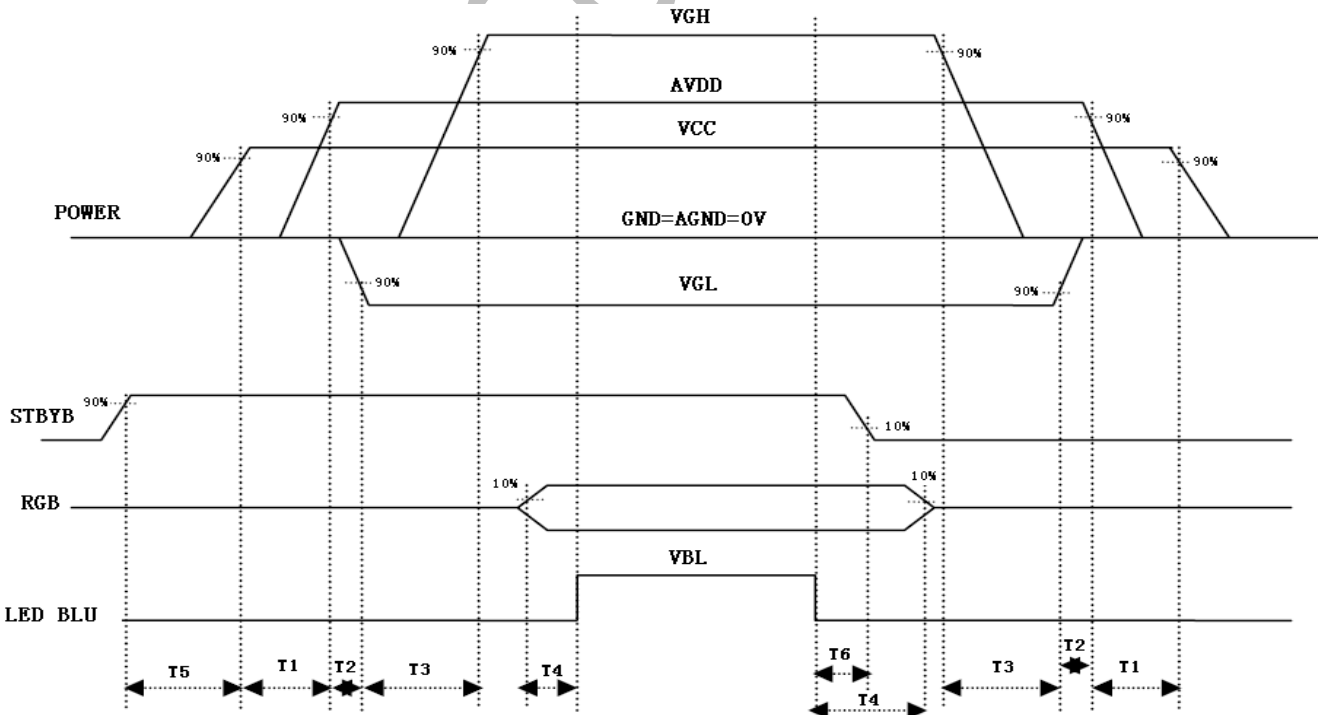 VGH
90%
90%
AVDD
90%
90%
VCC
90%
90%
POWER
GND=AGND=0V
90%
VGL
90%
STBYB
90%
10%
RGB
10%
10%
VBL
LED BLU
T5
T1
T2
T3
T4
T6
T4
T3
T2
T1